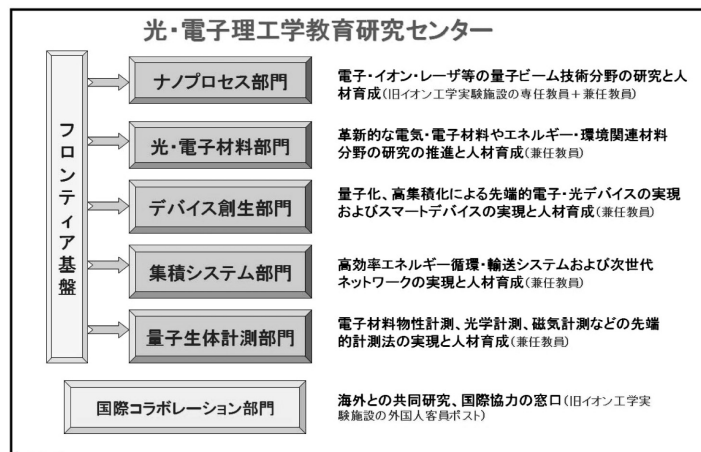 光・電子理工学教育研究センター
フロンティア基盤
ナノプロセス部門
電子・イオン・レーザ等の量子ビーム技術分野の研究と人
材育成(旧イオン工学実験施設の専任教員+兼任教員)
光・電子材料部門
革新的な電気・電子材料やエネルギー・環境関連材料
分野の研究の推進と人材育成(兼任教員)
デバイス創生部門
量子化、高集積化による先端的電子・光デバイスの実現
およびスマートデバイスの実現と人材育成(兼任教員)
集積システム部門
高効率エネルギー循環・輸送システムおよび次世代
ネットワークの実現と人材育成(兼任教員)
量子生体計測部門
電子材料物性計測、光学計測、磁気計測などの先端
的計測法の実現と人材育成(兼任教員)
国際コラボレーション部門
海外との共同研究、国際協力の窓口(旧イオン工学実
験施設の外国人客員ポスト)